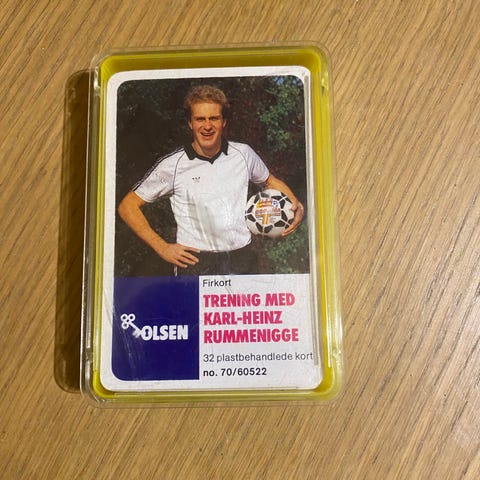 Firkort
TRENING MED
KARL-HEINZ
RUMMENIGGE
OLSEN
32 plastbehandlede kort
no. 70/60522